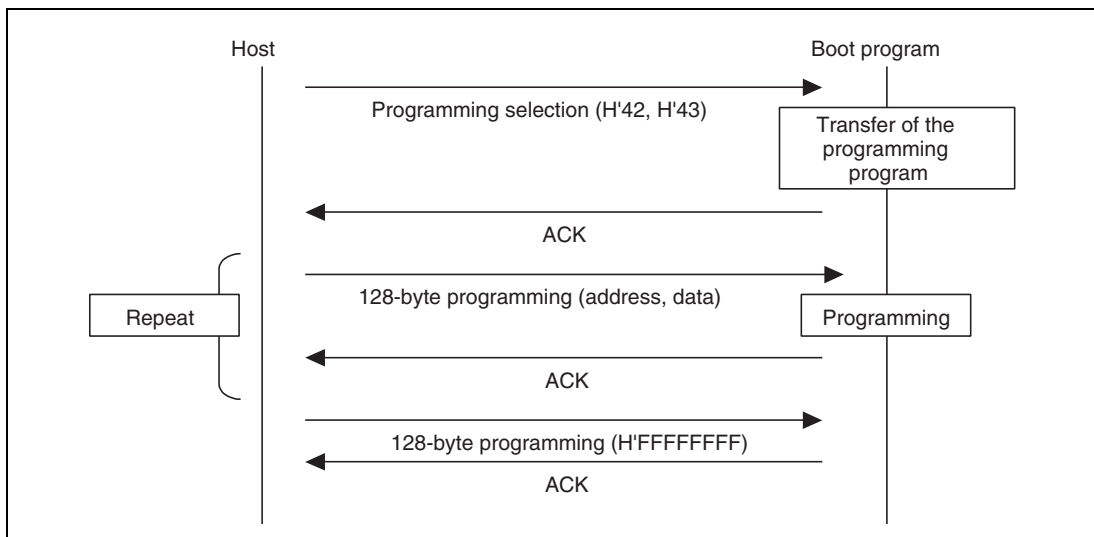 Host
Boot program
Programming selection (H'42, H'43)
Transfer of the
programming
program
ACK
128-byte programming (address, data)
Repeat
Programming
ACK
128-byte programming (H'FFFFFFFF)
ACK